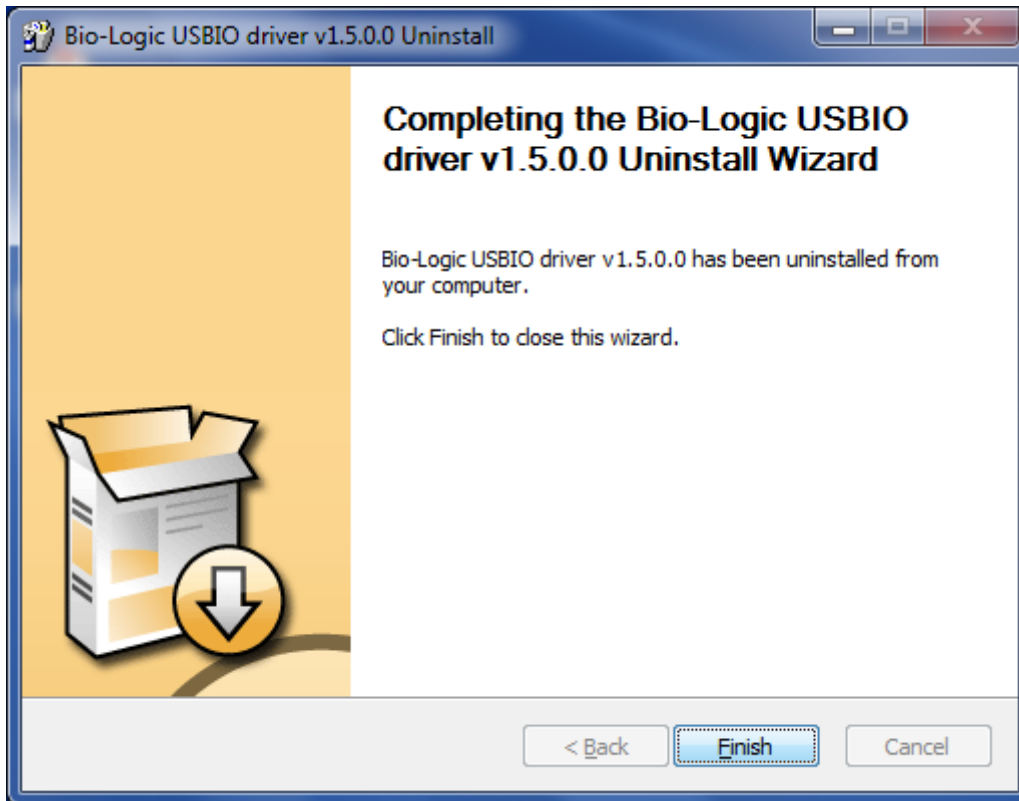 Bio-Logic USBIO driver v1.5.0.0 Uninstall
Completing the Bio-Logic USBIO
driver v1.5.0.0 Uninstall Wizard
Bio-Logic USBIO driver v1.5.0.0 has been uninstalled from
your computer.
Click Finish to close this wizard.
< Back Finish Cancel